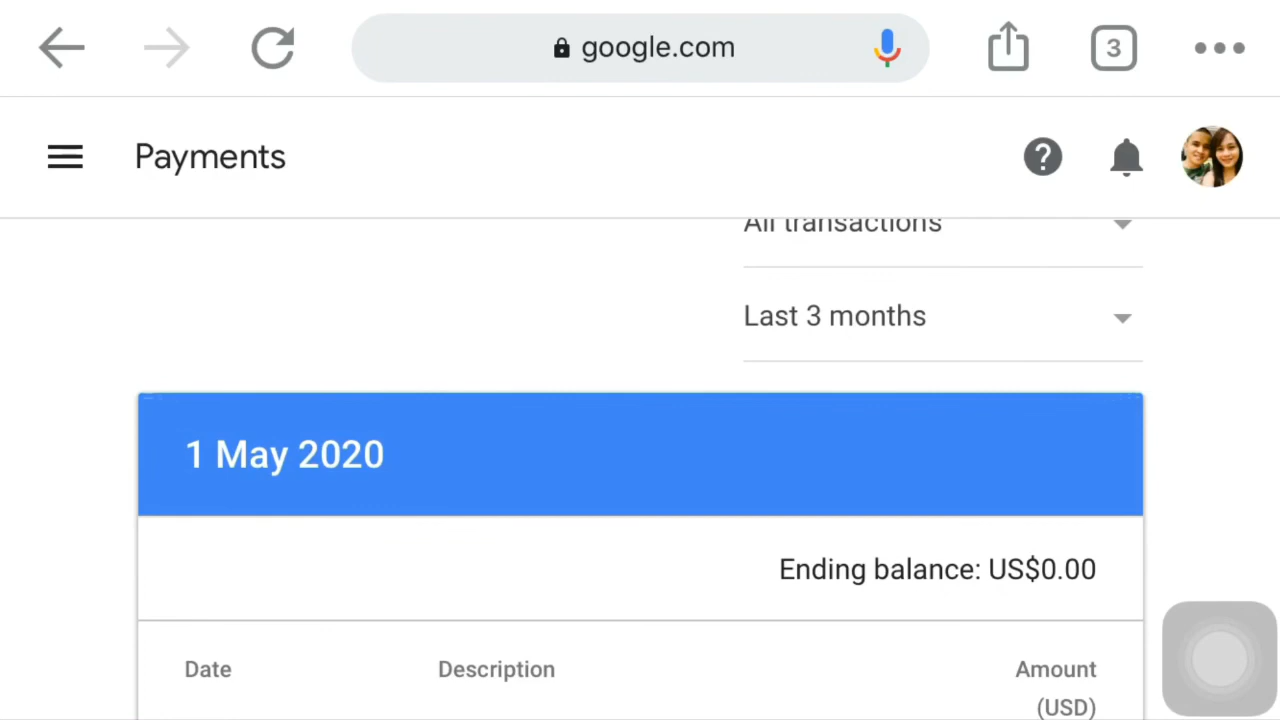 google.com
3
Payments
All transactions
Last 3 months
1 May 2020
Ending balance: US$0.00
Date Description Amount
(USD)